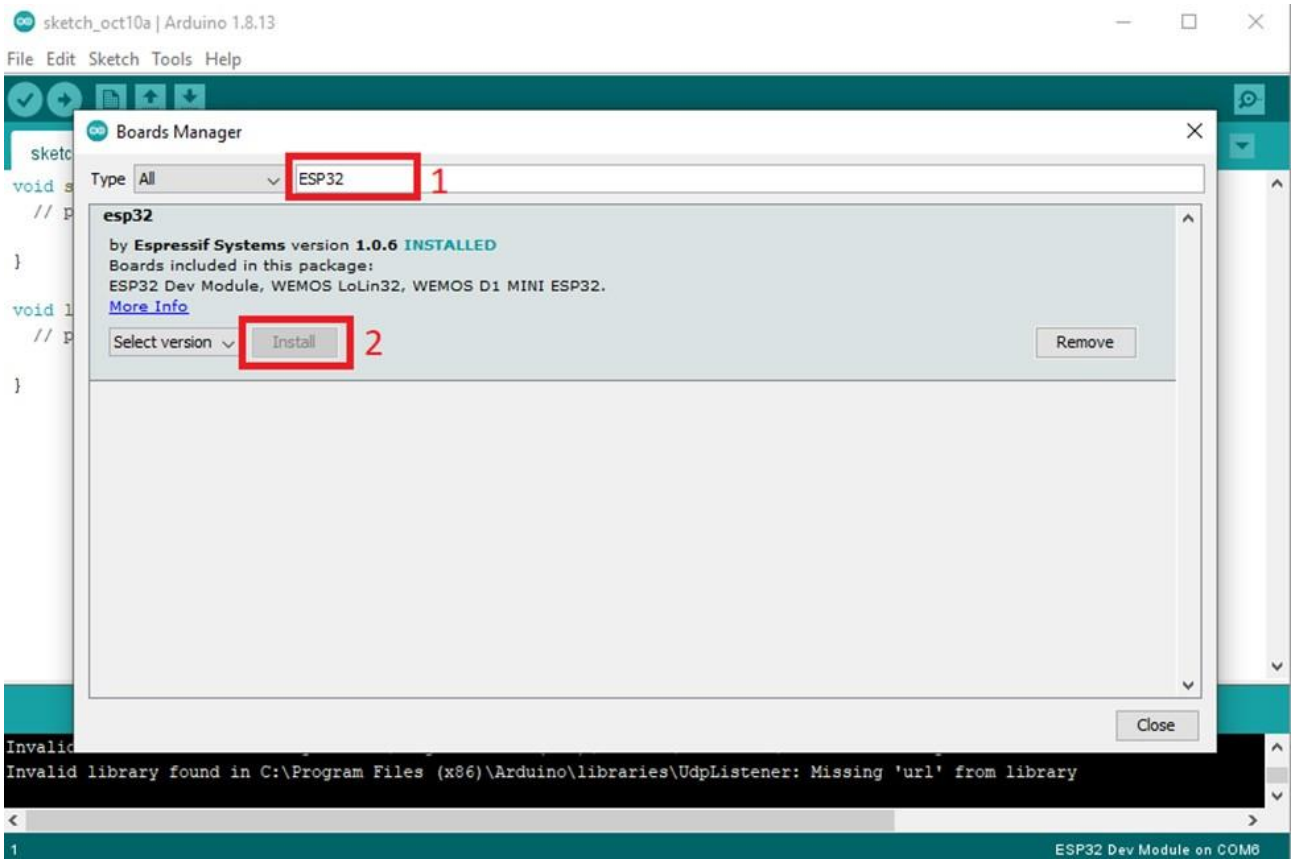 sketch_oct10a | Arduino 1.8.13
File Edit Sketch Tools Help
Boards Manager
sketc
Type All ESP32 1
void s
// p
}
void l
// p
}
esp32
by Espressif Systems version 1.0.6 INSTALLED
Boards included in this package:
ESP32 Dev Module, WEMOS LoLin32, WEMOS D1 MINI ESP32.
More Info
Select version Install 2 Remove
Close
Invalid
Invalid library found in C:\Program Files (x86)\Arduino\libraries\UdpListener: Missing 'url' from library
1 ESP32 Dev Module on COM6